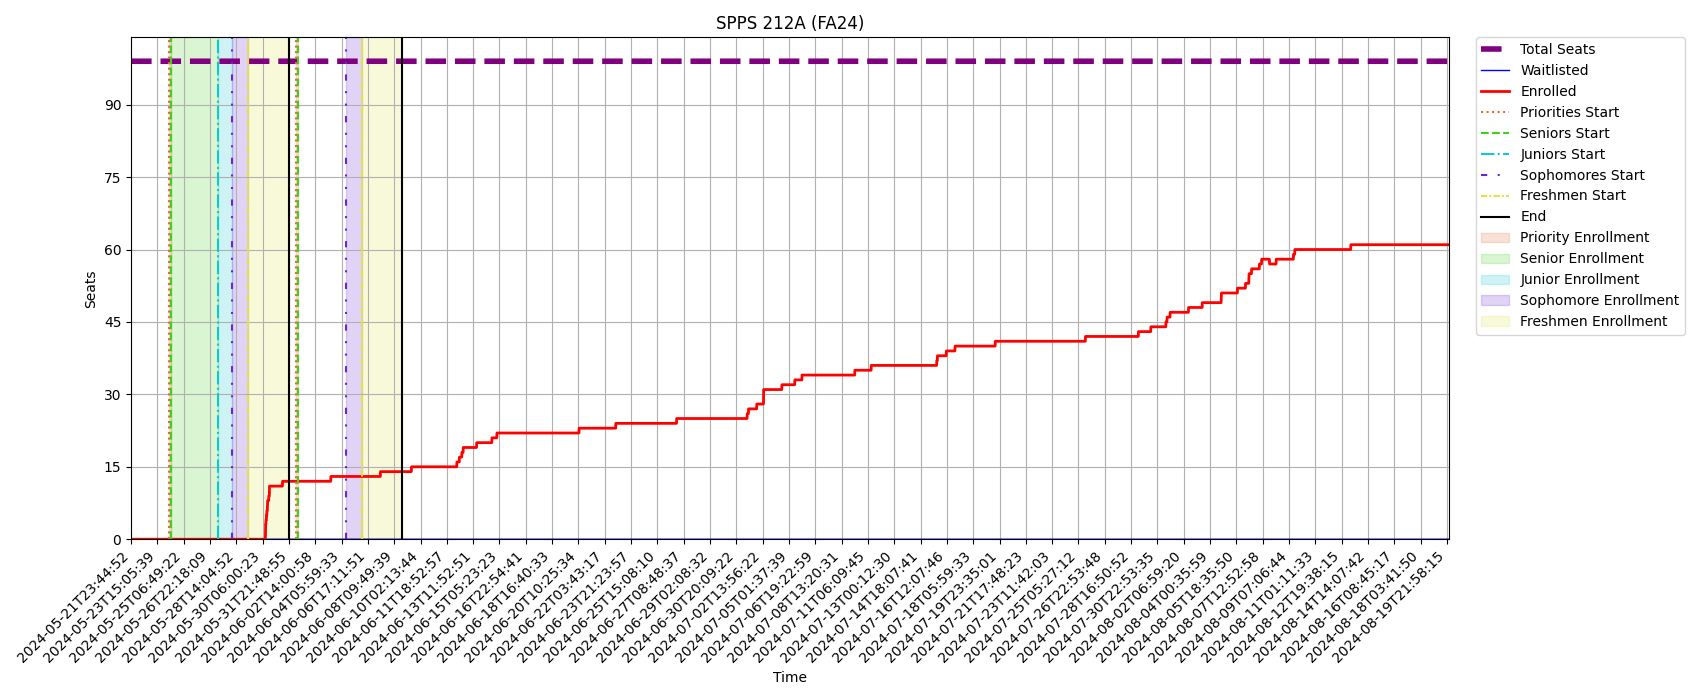 SPPS 212A (FA24)
Total Seats
Waitlisted
Enrolled
Priorities Start
Seniors Start
Juniors Start
Sophomores Start
Freshmen Start
End
Priority Enrollment
Senior Enrollment
Junior Enrollment
Sophomore Enrollment
Freshmen Enrollment
Seats
90
75
60
45
30
15
0
2024-05-21T23:44:52
2024-05-23T15:05:39
2024-05-25T06:49:22
2024-05-26T22:18:09
2024-05-28T14:04:52
2024-05-30T06:00:23
2024-05-31T21:48:55
2024-06-02T14:00:58
2024-06-04T05:59:33
2024-06-06T17:11:51
2024-06-08T09:49:39
2024-06-10T02:13:44
2024-06-11T18:52:57
2024-06-13T11:52:51
2024-06-15T05:23:23
2024-06-16T22:54:41
2024-06-18T16:40:33
2024-06-20T10:25:34
2024-06-22T03:43:17
2024-06-23T21:23:57
2024-06-25T15:08:10
2024-06-27T08:48:37
2024-06-29T02:08:32
2024-06-30T20:09:22
2024-07-02T13:56:22
2024-07-05T01:37:39
2024-07-06T19:22:59
2024-07-08T13:20:31
2024-07-11T06:09:45
2024-07-13T00:12:30
2024-07-14T18:07:41
2024-07-16T12:07:46
2024-07-18T05:59:33
2024-07-19T23:35:01
2024-07-21T17:48:23
2024-07-23T11:42:03
2024-07-25T05:27:12
2024-07-26T22:53:48
2024-07-28T16:50:52
2024-07-30T22:53:35
2024-08-02T06:59:20
2024-08-04T00:35:59
2024-08-05T18:35:50
2024-08-07T12:52:58
2024-08-09T07:06:44
2024-08-11T01:11:33
2024-08-12T19:38:15
2024-08-14T14:07:42
2024-08-16T08:45:17
2024-08-18T03:41:50
2024-08-19T21:58:15
Time